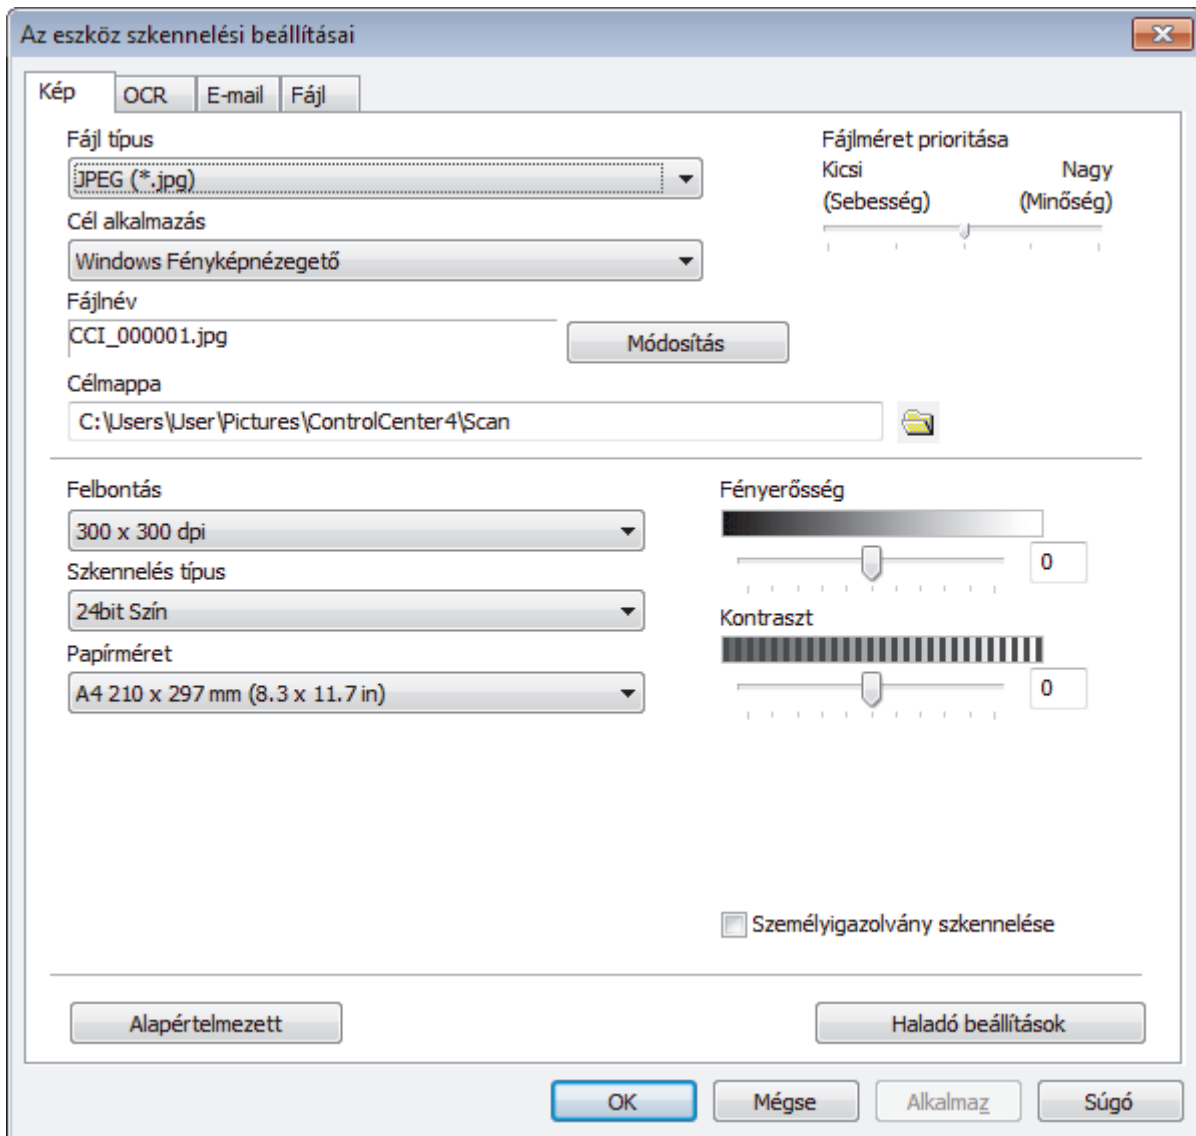 Az eszköz szkennelési beállításai
Kép OCR E-mail Fájl
Fájl típus
JPEG (*.jpg)
Cél alkalmazás
Windows Fényképnézegető
Fájlnév
CCI_000001.jpg
Módosítás
Célmappa
C:\Users\User\Pictures\ControlCenter4\Scan
Fájlméret prioritása
Kicsi Nagy
(Sebesség) (Minőség)
Felbontás
300 x 300 dpi
Szkennelés típus
24bit Szín
Papírméret
A4 210 x 297 mm (8.3 x 11.7 in)
Fényerősség
0
Kontraszt
0
Személyigazolvány szkennelése
Alapértelmezett
Haladó beállítások
OK Mégse Alkalmaz Súgó